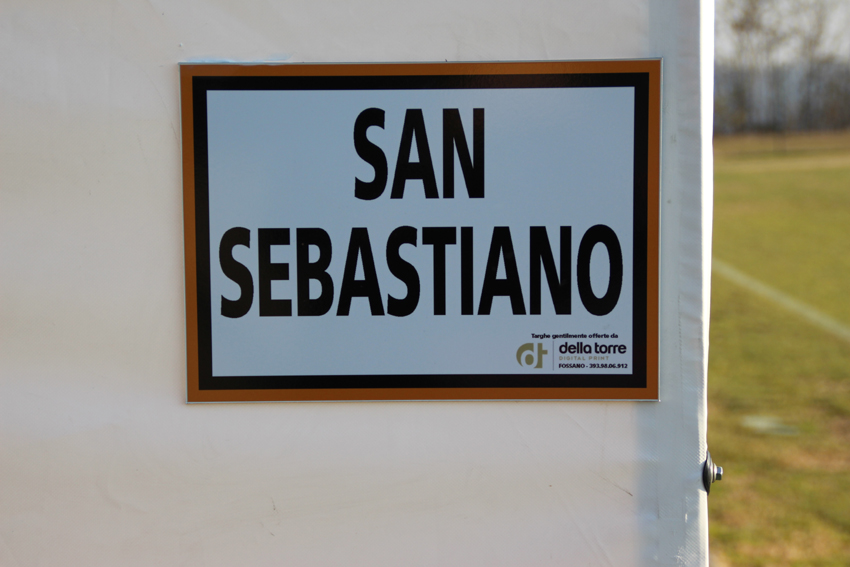 SAN
SEBASTIANO
Targhe gentilmente offerte da
dt della torre
DIGITAL PRINT
FOSSANO - 393.98.06.912